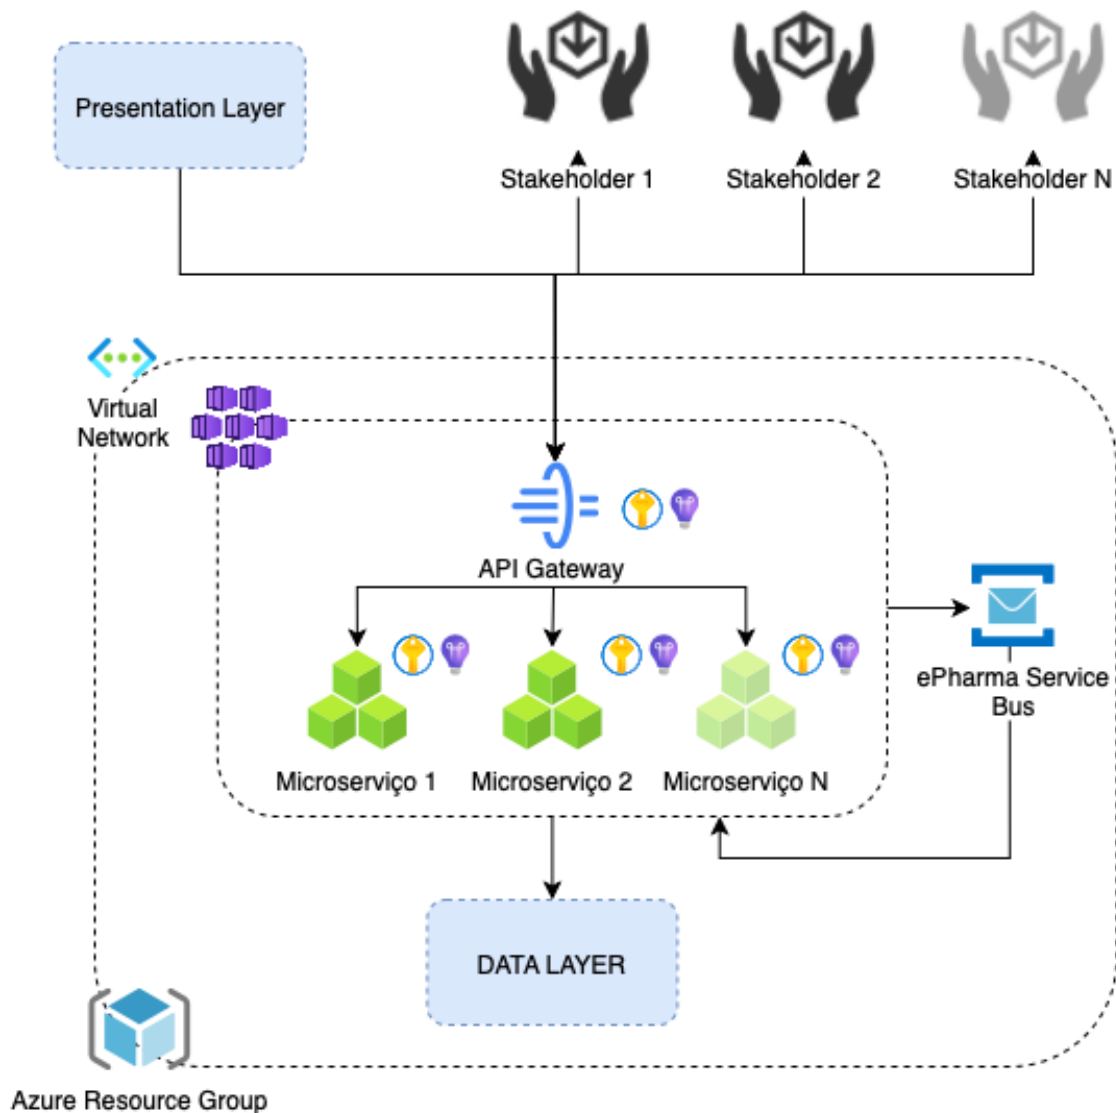 Presentation Layer
Stakeholder 1
Stakeholder 2
Stakeholder N
Virtual
Network
API Gateway
ePharma Service
Bus
Microserviço 1
Microserviço 2
Microserviço N
DATA LAYER
Azure Resource Group